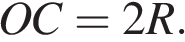 OC = 2R.